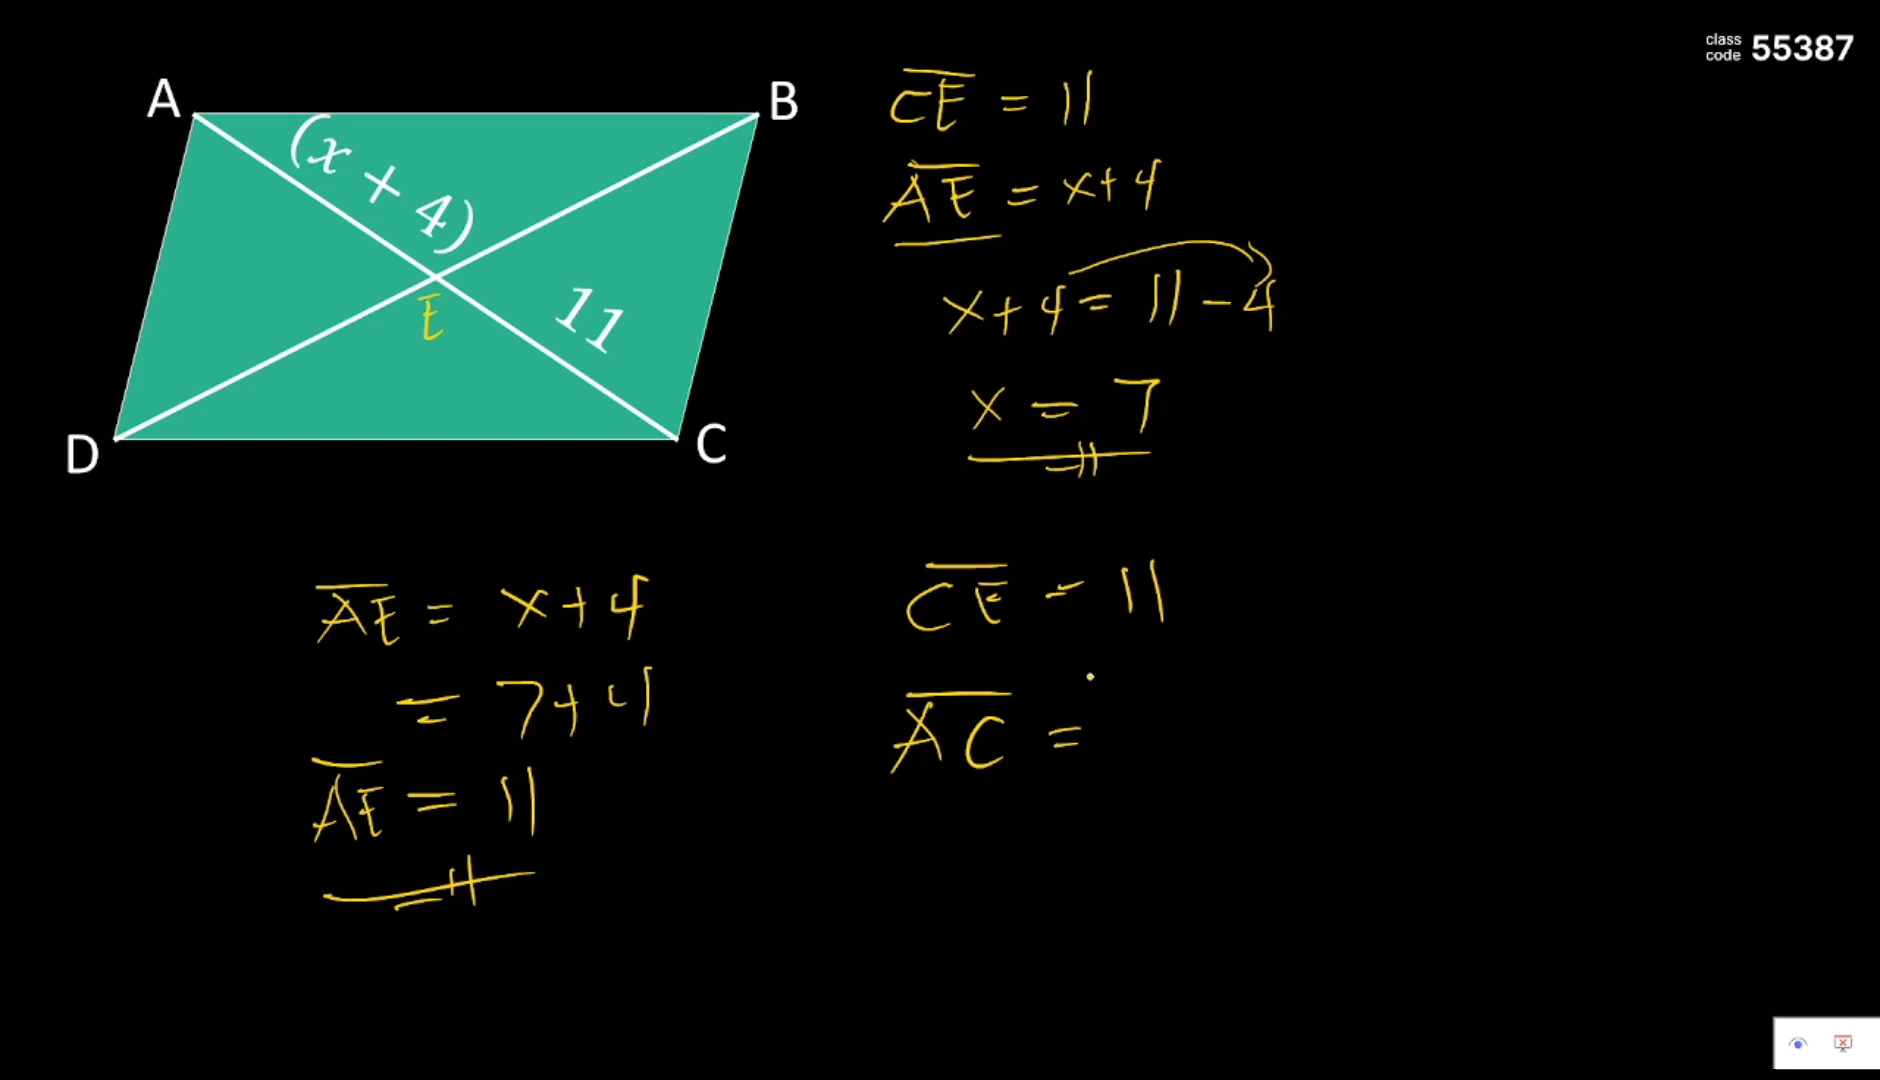 class code 55387
A
B
(x + 4)
E
11
D
C
CE = 11
AE = x+4
x+4 = 11 - 4
x = 7
AE = x+4
= 7+4
AE = 11
CE = 11
AC =